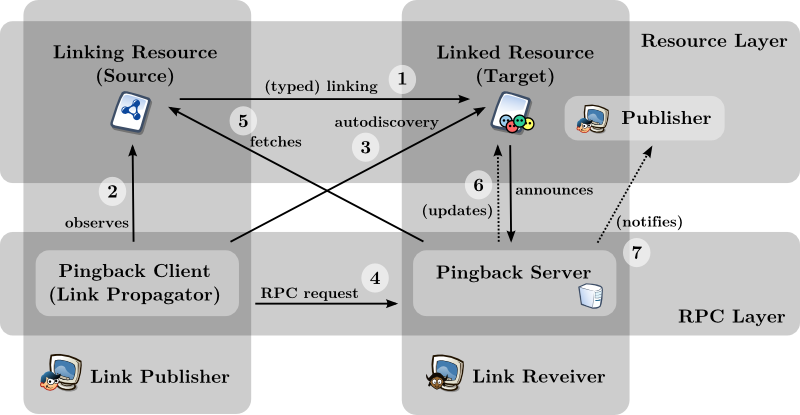 Linking Resource
(Source)
Linked Resource
(Target)
Resource Layer
(typed) linking
1
5
autodiscovery
Publisher
fetches
3
2
6
announces
observes
(updates)
(notifies)
7
Pingback Client
(Link Propagator)
4
RPC request
Pingback Server
RPC Layer
Link Publisher
Link Reveiver